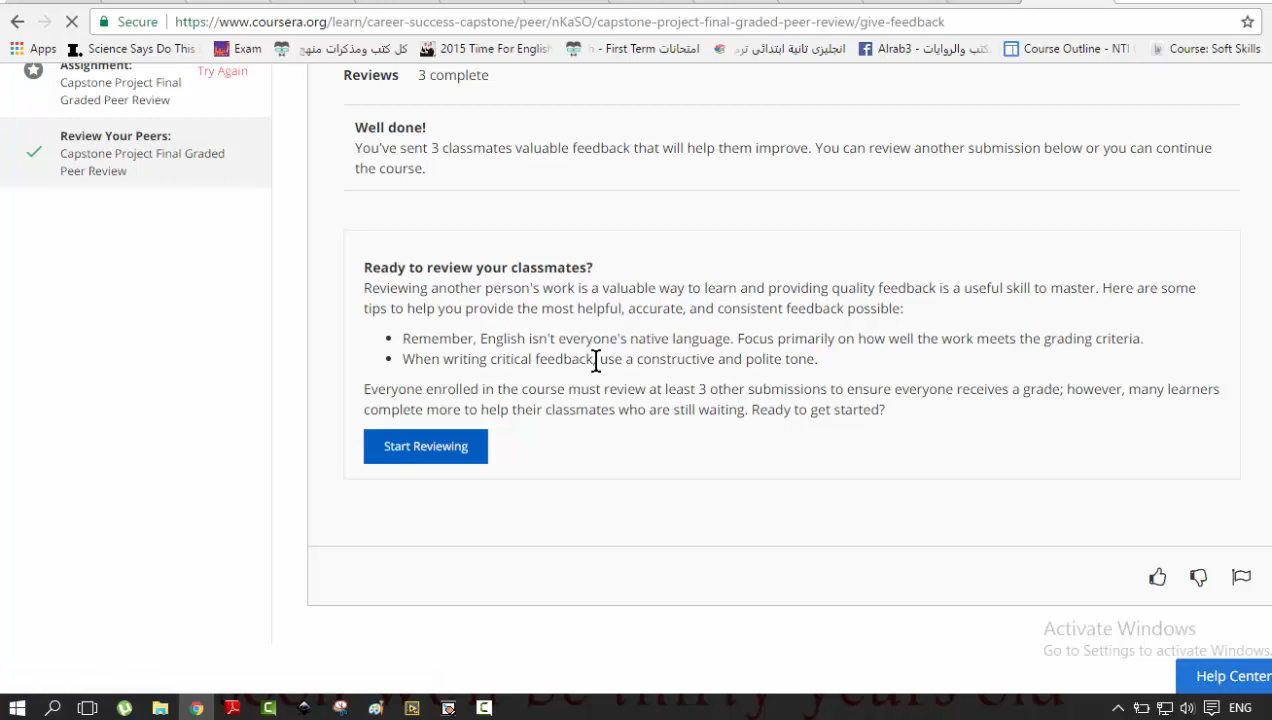 Secure https://www.coursera.org/learn/career-success-capstone/peer/nKaSO/capstone-project-final-graded-peer-review/give-feedback
Apps Science Says Do This Exam كل كتب ومذكرات منهج 2015 Time For English امتحانات First Term - انجليزى ثانية ابتدائى ترم Alrab3 - كتب والروايات Course Outline - NTI Course: Soft Skills
Assignment: Try Again
Capstone Project Final
Graded Peer Review
Review Your Peers:
Capstone Project Final Graded
Peer Review
Reviews 3 complete
Well done!
You've sent 3 classmates valuable feedback that will help them improve. You can review another submission below or you can continue
the course.
Ready to review your classmates?
Reviewing another person's work is a valuable way to learn and providing quality feedback is a useful skill to master. Here are some
tips to help you provide the most helpful, accurate, and consistent feedback possible:
• Remember, English isn't everyone's native language. Focus primarily on how well the work meets the grading criteria.
• When writing critical feedback, use a constructive and polite tone.
Everyone enrolled in the course must review at least 3 other submissions to ensure everyone receives a grade; however, many learners
complete more to help their classmates who are still waiting. Ready to get started?
Start Reviewing
Activate Windows
Go to Settings to activate Windows.
Help Center
ENG